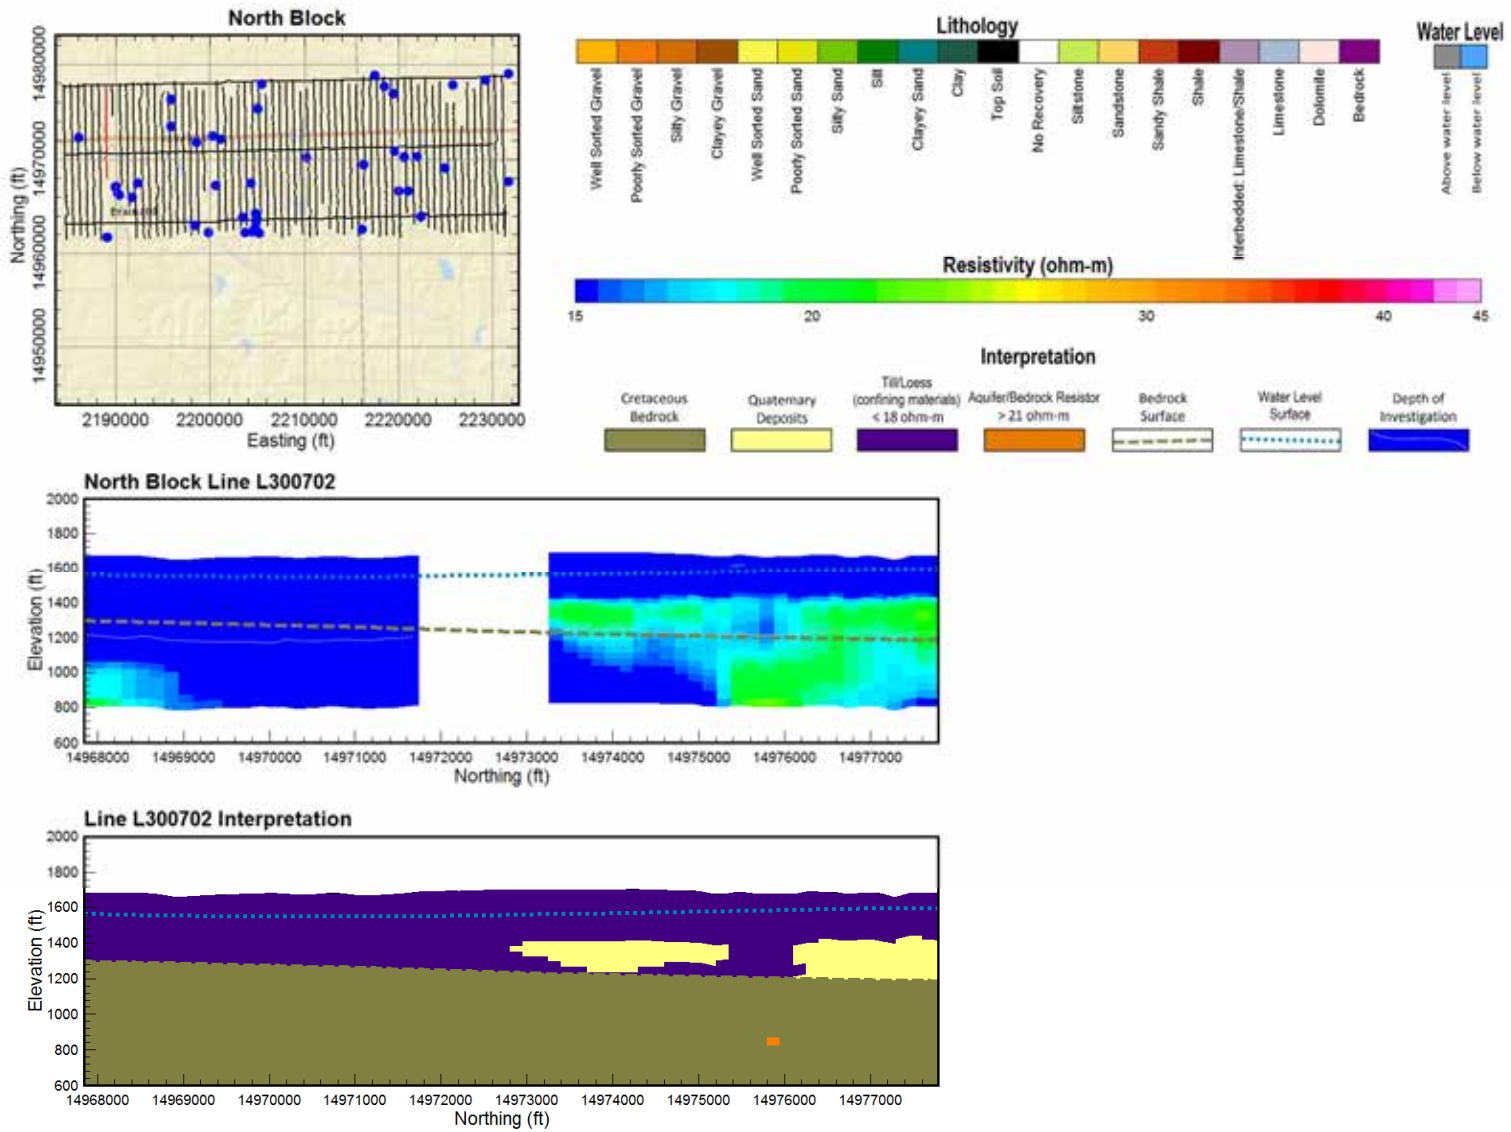 North Block
14980000
14970000
14960000
14950000
Northing (ft)
2190000 2200000 2210000 2220000 2230000
Easting (ft)
Brainard
Lithology
Well Sorted Gravel
Poorly Sorted Gravel
Silty Gravel
Clayey Gravel
Well Sorted Sand
Poorly Sorted Sand
Silty Sand
Silt
Clayey Sand
Clay
Top Soil
No Recovery
Siltstone
Sandstone
Sandy Shale
Shale
Interbedded: Limestone/Shale
Limestone
Dolomite
Bedrock
Water Level
Above water level
Below water level
Resistivity (ohm-m)
15 20 30 40 45
Interpretation
Cretaceous
Bedrock
Quaternary
Deposits
Till/Loess
(confining materials)
< 18 ohm-m
Aquifer/Bedrock Resistor
> 21 ohm-m
Bedrock
Surface
Water Level
Surface
Depth of
Investigation
North Block Line L300702
2000
1800
1600
1400
1200
1000
800
600
Elevation (ft)
14968000 14969000 14970000 14971000 14972000 14973000 14974000 14975000 14976000 14977000
Northing (ft)
Line L300702 Interpretation
2000
1800
1600
1400
1200
1000
800
600
Elevation (ft)
14968000 14969000 14970000 14971000 14972000 14973000 14974000 14975000 14976000 14977000
Northing (ft)